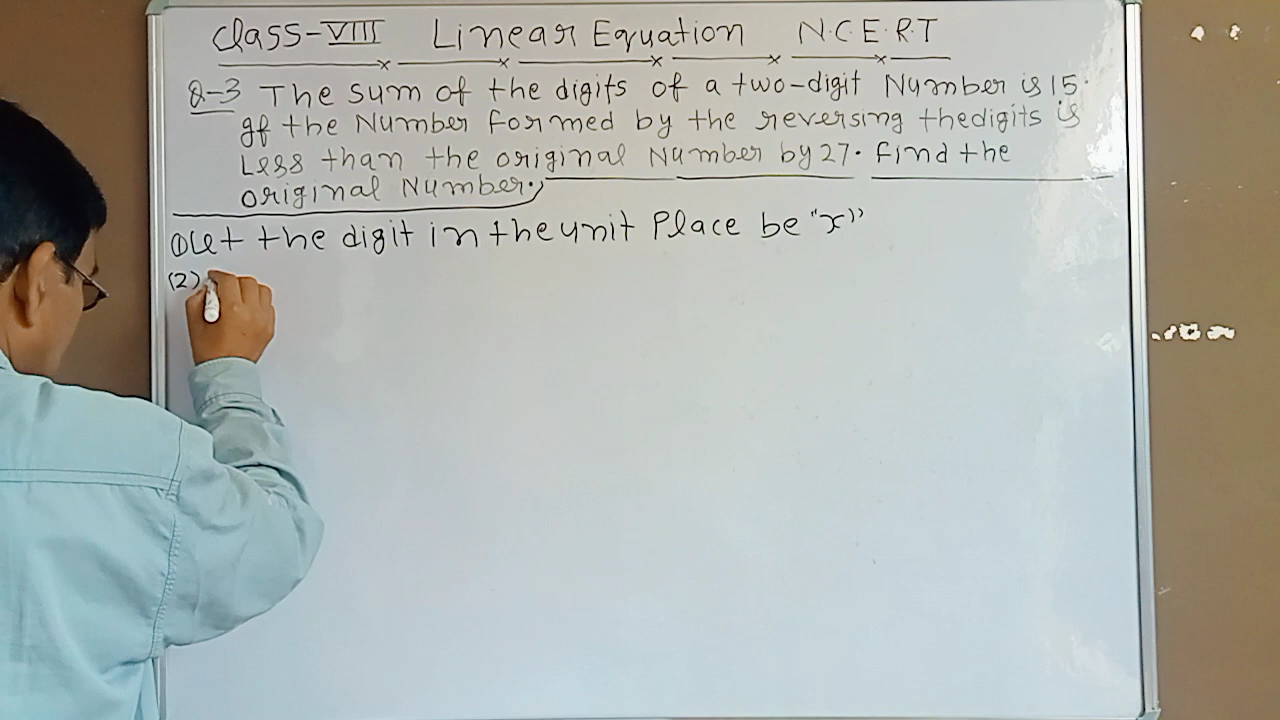 Class-VIII Linear Equation N.C.E.R.T
Q-3 The sum of the digits of a two-digit Number is 15.
If the Number formed by the reversing thedigits is
Less than the original Number by 27. find the
original Number.
① Let the digit in the unit Place be "x"
(2)